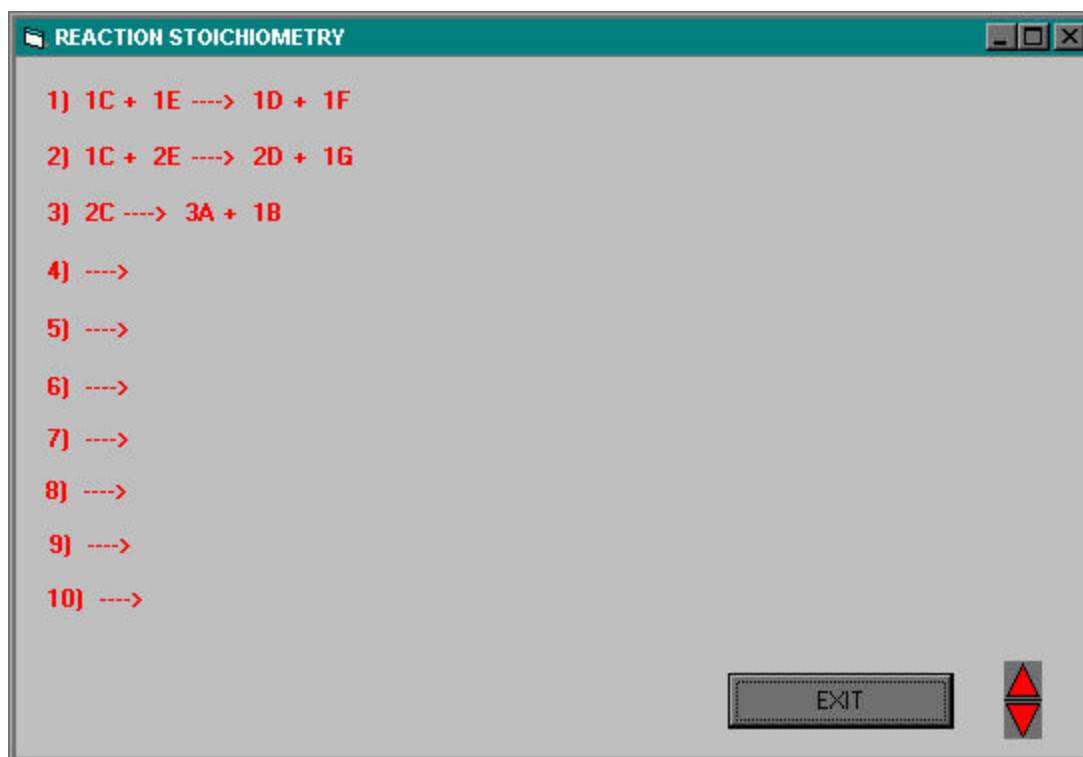 REACTION STOICHIOMETRY
1) 1C + 1E ----> 1D + 1F
2) 1C + 2E ----> 2D + 1G
3) 2C ----> 3A + 1B
4) ---->
5) ---->
6) ---->
7) ---->
8) ---->
9) ---->
10) ---->
EXIT